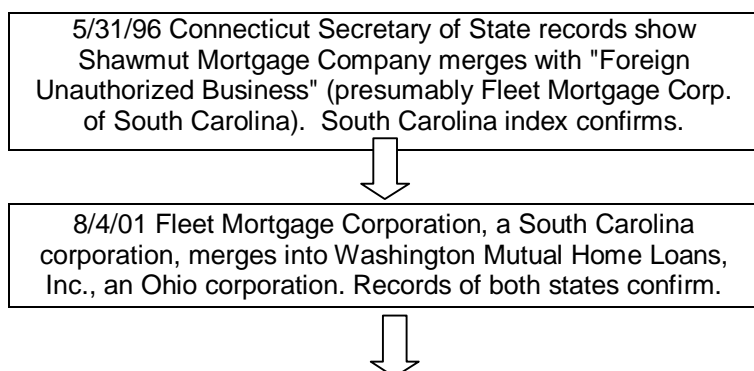 5/31/96 Connecticut Secretary of State records show
Shawmut Mortgage Company merges with "Foreign
Unauthorized Business" (presumably Fleet Mortgage Corp.
of South Carolina).  South Carolina index confirms.
8/4/01 Fleet Mortgage Corporation, a South Carolina
corporation, merges into Washington Mutual Home Loans,
Inc., an Ohio corporation. Records of both states confirm.